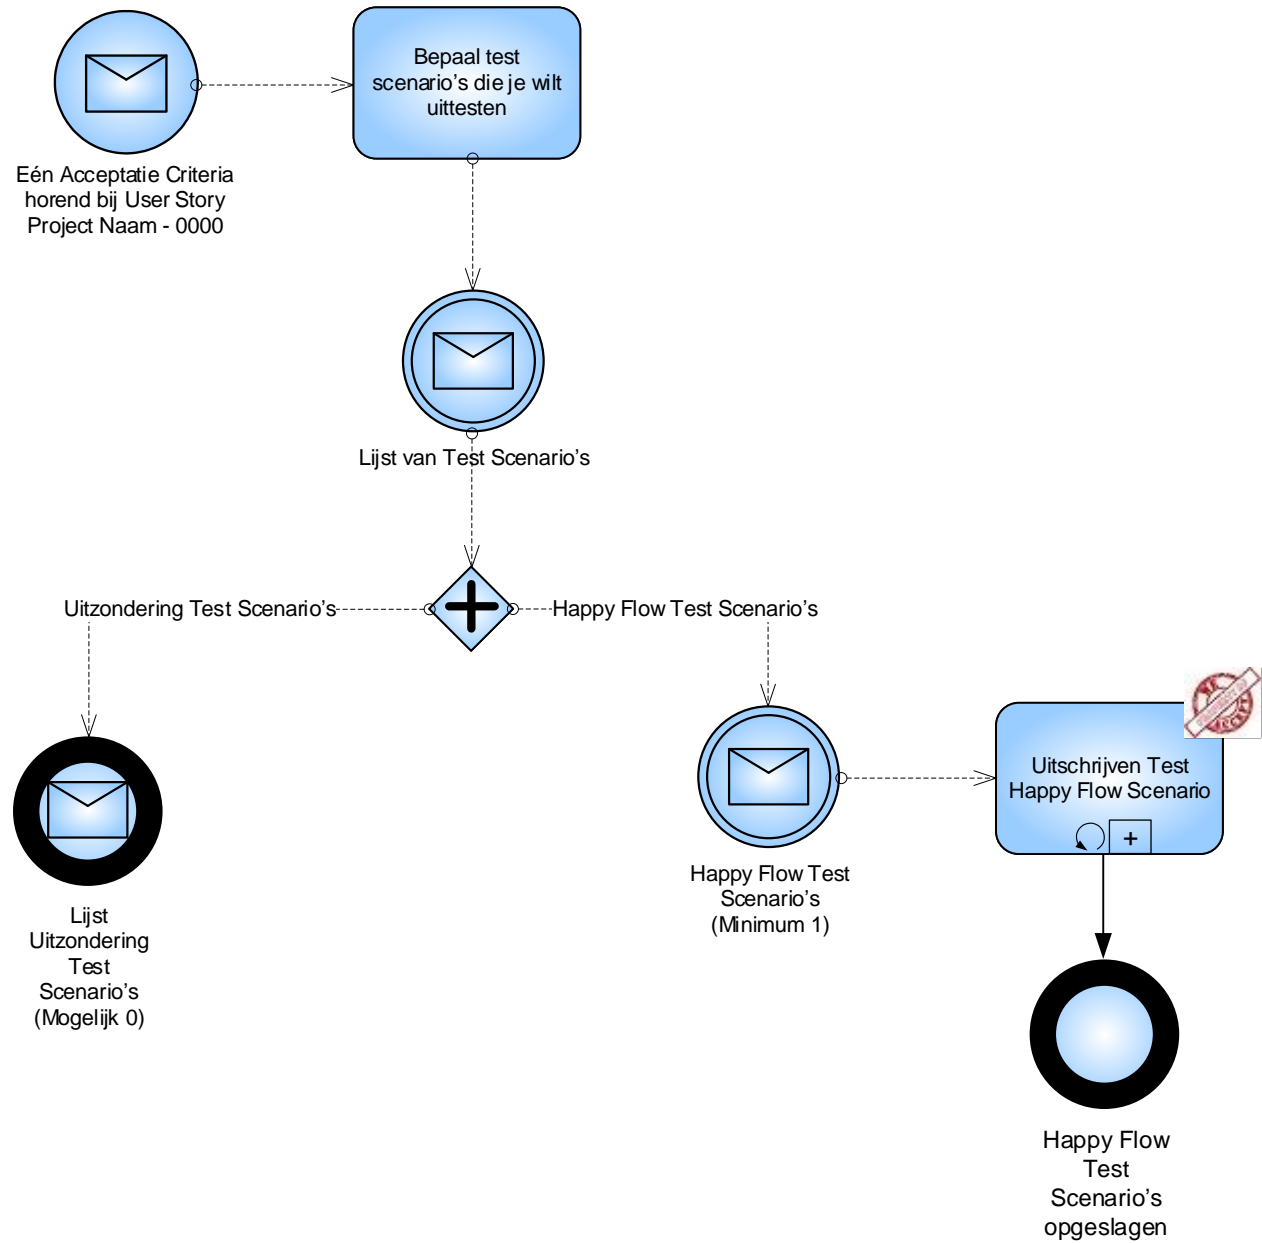 Bepaal test
scenario's die je wilt
uittesten
Eén Acceptatie Criteria
horend bij User Story
Project Naam - 0000
Lijst van Test Scenario's
Uitzondering Test Scenario's
Happy Flow Test Scenario's
Uitschrijven Test
Happy Flow Scenario
+
Happy Flow Test
Scenario's
(Minimum 1)
Lijst
Uitzondering
Test
Scenario's
(Mogelijk 0)
Happy Flow
Test
Scenario's
opgeslagen